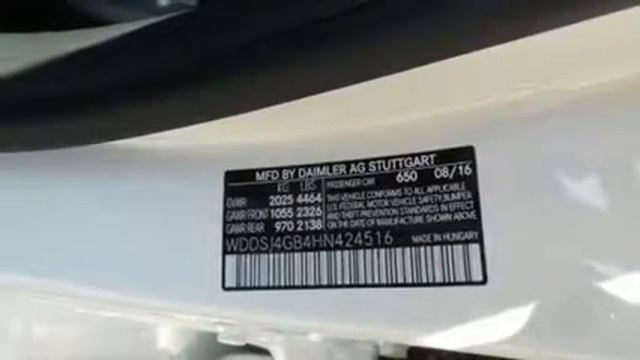 MFD BY DAIMLER AG STUTTGART
KG LBS PASSENGER CAR 650 08/16
GVWR 2025 4464
GAWR FRONT 1055 2326
GAWR REAR 970 2138
THIS VEHICLE CONFORMS TO ALL APPLICABLE
U.S. FEDERAL MOTOR VEHICLE SAFETY, BUMPER,
AND THEFT PREVENTION STANDARDS IN EFFECT
ON THE DATE OF MANUFACTURE SHOWN ABOVE
WDDSJ4GB4HN424516 MADE IN HUNGARY